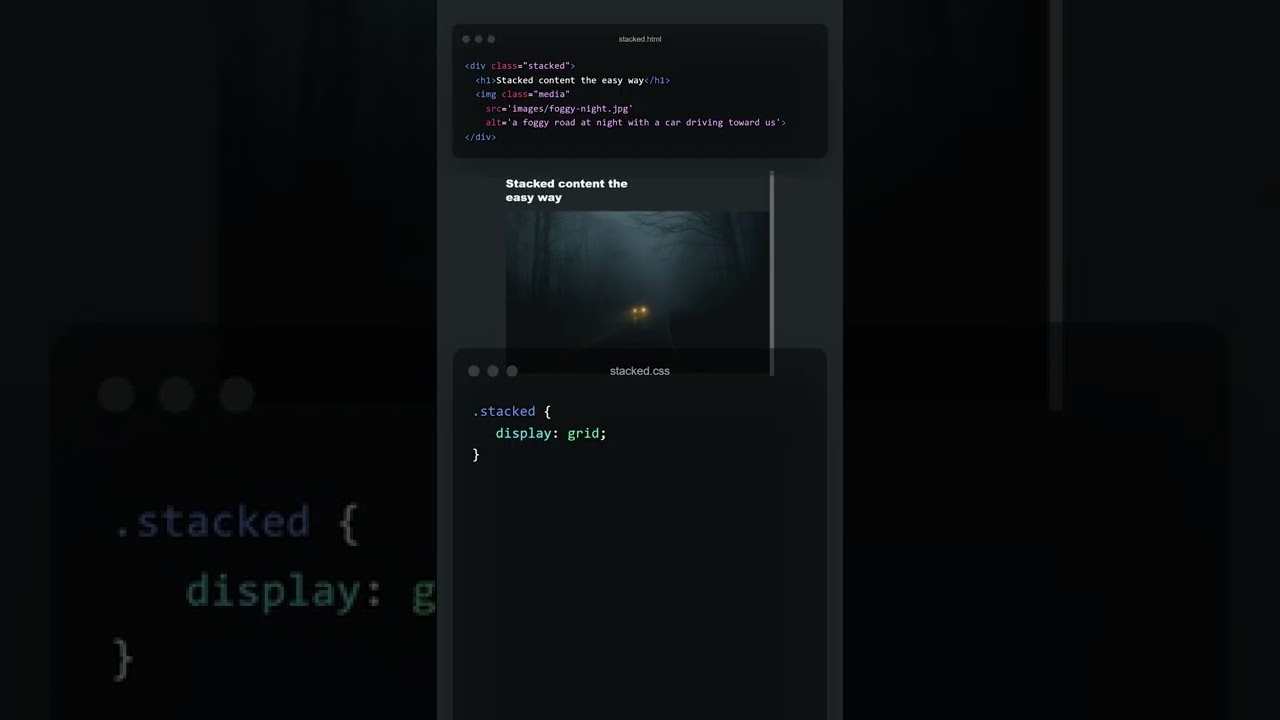 stacked.html
<div class="stacked">
<h1>Stacked content the easy way</h1>
<img class="media"
src='images/foggy-night.jpg'
alt='a foggy road at night with a car driving toward us'>
</div>
Stacked content the
easy way
stacked.css
.stacked {
display: grid;
}
.stacked {
display: g
}